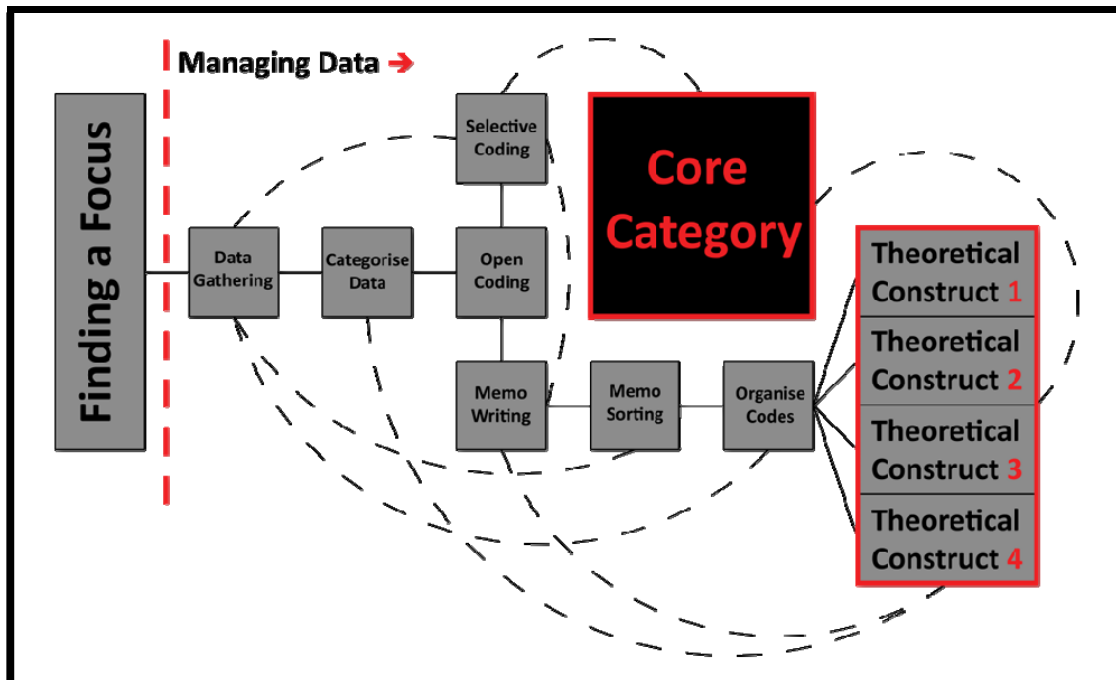 Managing Data →
Finding a Focus
Selective
Coding
Core
Category
Data
Gathering
Categorise
Data
Open
Coding
Theoretical
Construct 1
Theoretical
Construct 2
Memo
Writing
Memo
Sorting
Organise
Codes
Theoretical
Construct 3
Theoretical
Construct 4